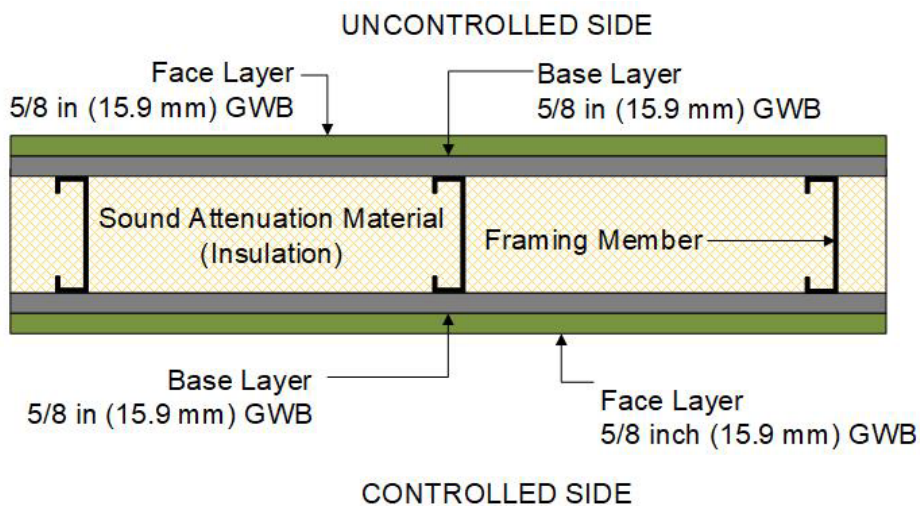 UNCONTROLLED SIDE
Face Layer
5/8 in (15.9 mm) GWB
Base Layer
5/8 in (15.9 mm) GWB
Sound Attenuation Material
(Insulation)
Framing Member
Base Layer
5/8 in (15.9 mm) GWB
Face Layer
5/8 inch (15.9 mm) GWB
CONTROLLED SIDE